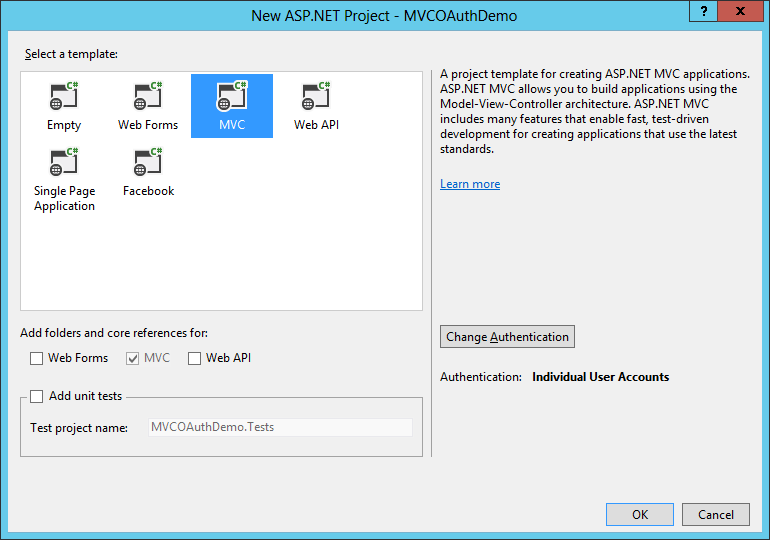 New ASP.NET Project - MVCOAuthDemo
?
x
Select a template:
C#
C#
C#
C#
Empty
Web Forms
MVC
Web API
C#
C#
Single Page
Application
Facebook
A project template for creating ASP.NET MVC applications.
ASP.NET MVC allows you to build applications using the
Model-View-Controller architecture. ASP.NET MVC
includes many features that enable fast, test-driven
development for creating applications that use the latest
standards.
Learn more
Add folders and core references for:
Web Forms
MVC
Web API
Add unit tests
Test project name:
MVCOAuthDemo.Tests
Change Authentication
Authentication: Individual User Accounts
OK
Cancel